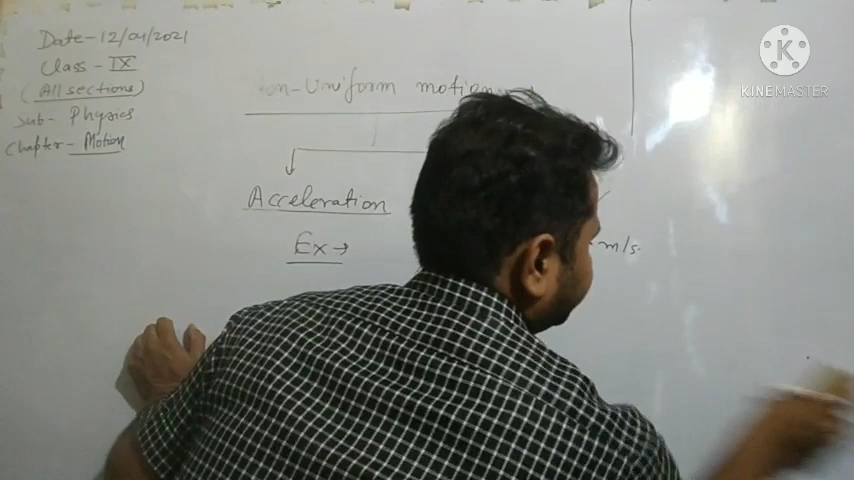 Date-12/04/2021
Class - IX
(All sections)
Sub- Physics
Chapter- Motion
Non-Uniform motion
Acceleration
Ex →
m/s
KINEMASTER